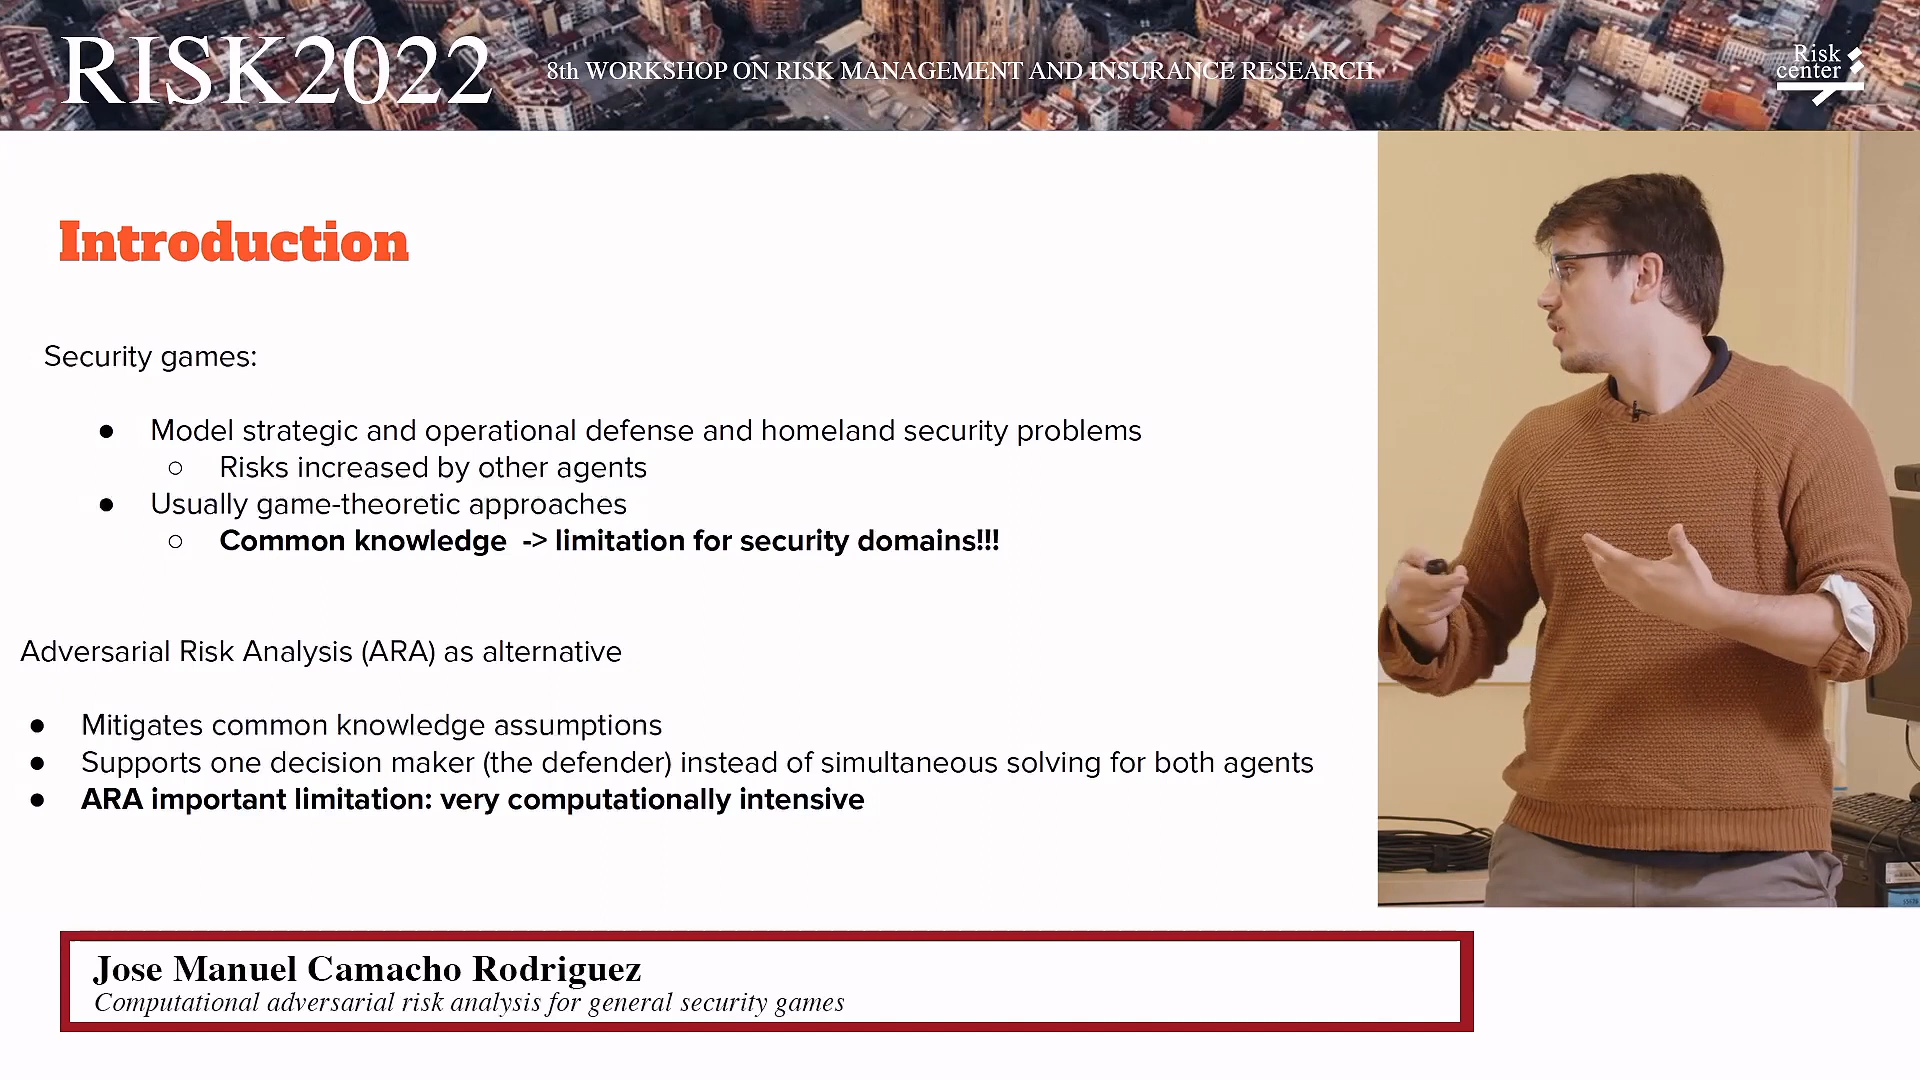 RISK2022
8th WORKSHOP ON RISK MANAGEMENT AND INSURANCE RESEARCH
Risk
center
Introduction
Security games:
● Model strategic and operational defense and homeland security problems
○ Risks increased by other agents
● Usually game-theoretic approaches
○ Common knowledge -> limitation for security domains!!!
Adversarial Risk Analysis (ARA) as alternative
● Mitigates common knowledge assumptions
● Supports one decision maker (the defender) instead of simultaneous solving for both agents
● ARA important limitation: very computationally intensive
Jose Manuel Camacho Rodriguez
Computational adversarial risk analysis for general security games